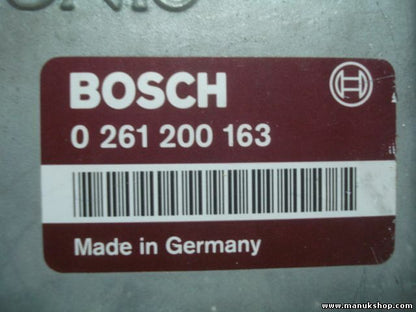 BOSCH
0 261 200 163
Made in Germany
www.manukshop.com